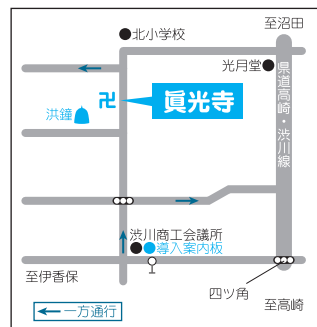 至沼田
北小学校
光月堂
県道高崎・渋川線
卍
眞光寺
洪鐘
渋川商工会議所
導入案内板
至伊香保
四ツ角
至高崎
一方通行